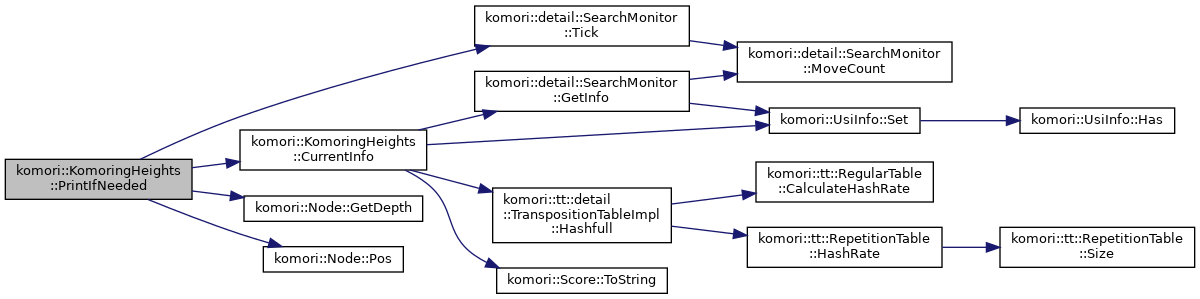 komori::KomoringHeights
::PrintIfNeeded
komori::detail::SearchMonitor
::Tick
komori::KomoringHeights
::CurrentInfo
komori::Node::GetDepth
komori::Node::Pos
komori::detail::SearchMonitor
::GetInfo
komori::tt::detail
::TranspositionTableImpl
::Hashfull
komori::Score::ToString
komori::detail::SearchMonitor
::MoveCount
komori::UsiInfo::Set
komori::UsiInfo::Has
komori::tt::RegularTable
::CalculateHashRate
komori::tt::RepetitionTable
::HashRate
komori::tt::RepetitionTable
::Size